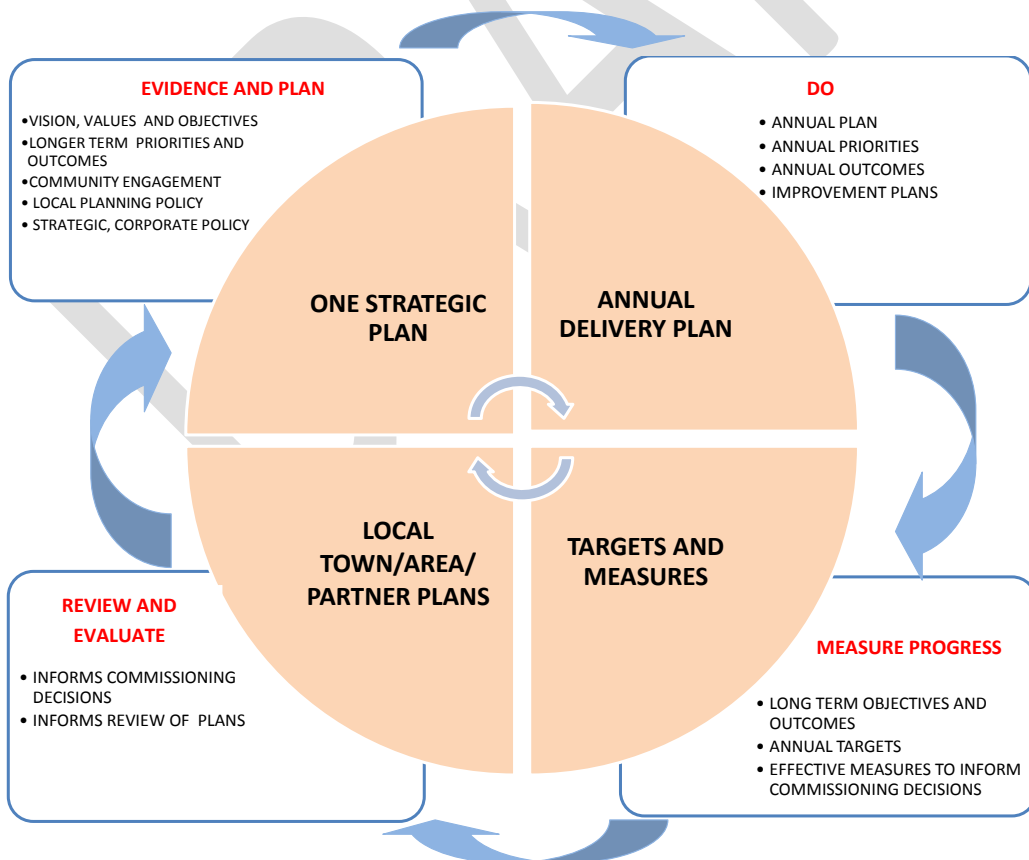 EVIDENCE AND PLAN
•VISION, VALUES AND OBJECTIVES
•LONGER TERM PRIORITIES AND
OUTCOMES
•COMMUNITY ENGAGEMENT
• LOCAL PLANNING POLICY
• STRATEGIC, CORPORATE POLICY
DO
• ANNUAL PLAN
• ANNUAL PRIORITIES
• ANNUAL OUTCOMES
• IMPROVEMENT PLANS
ONE STRATEGIC
PLAN
ANNUAL
DELIVERY PLAN
LOCAL
TOWN/AREA/
PARTNER PLANS
TARGETS AND
MEASURES
REVIEW AND
EVALUATE
• INFORMS COMMISSIONING
DECISIONS
• INFORMS REVIEW OF PLANS
MEASURE PROGRESS
• LONG TERM OBJECTIVES AND
OUTCOMES
• ANNUAL TARGETS
• EFFECTIVE MEASURES TO INFORM
COMMISSIONING DECISIONS